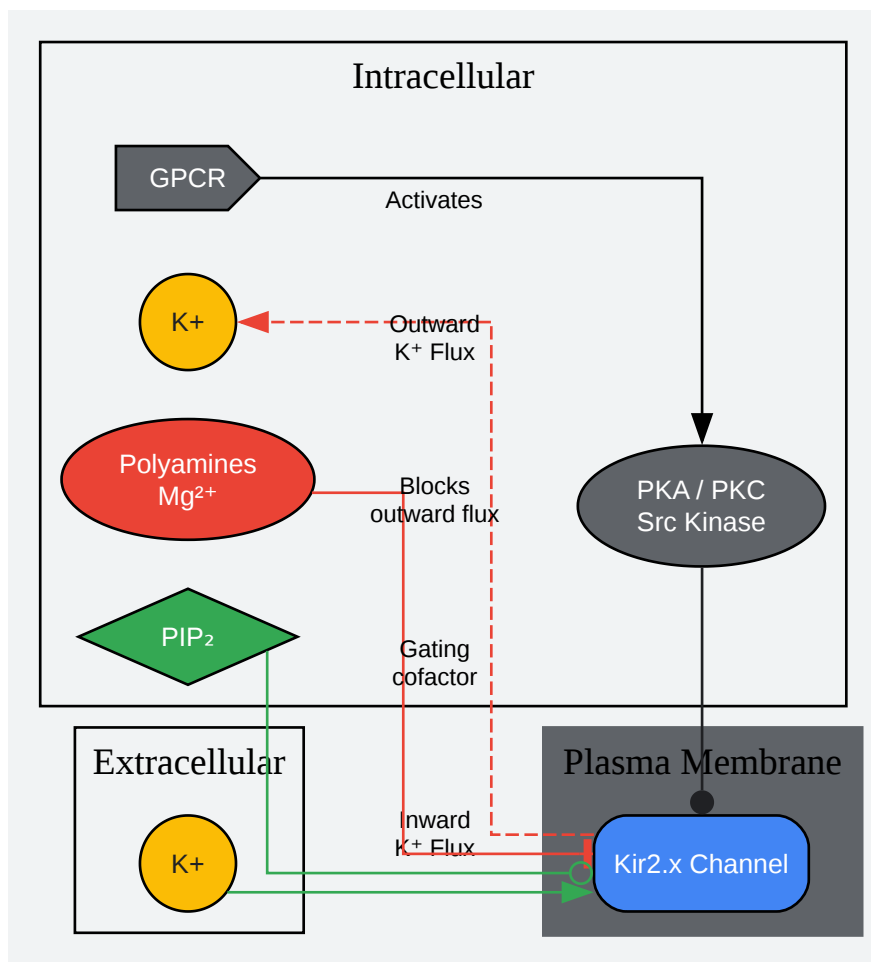 Intracellular
GPCR
Activates
K+
Outward
K⁺ Flux
Polyamines
Mg²⁺
Blocks
outward flux
PKA / PKC
Src Kinase
PIP₂
Gating
cofactor
Extracellular
Plasma Membrane
K+
Inward
K⁺ Flux
Kir2.x Channel